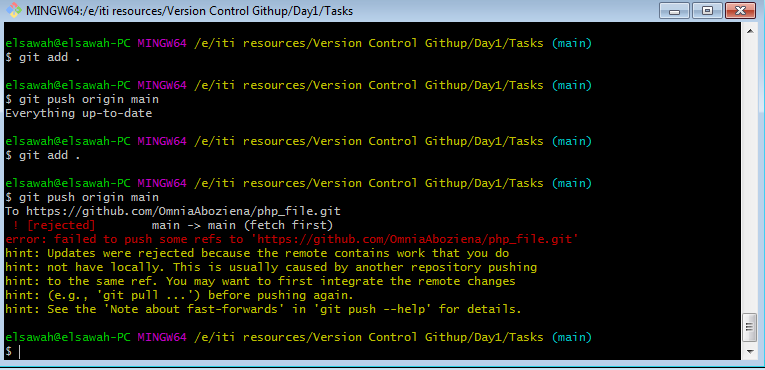 MINGW64:/e/iti resources/Version Control Githup/Day1/Tasks
elsawah@elsawah-PC MINGW64 /e/iti resources/Version Control Githup/Day1/Tasks (main)
$ git add .
elsawah@elsawah-PC MINGW64 /e/iti resources/Version Control Githup/Day1/Tasks (main)
$ git push origin main
Everything up-to-date
elsawah@elsawah-PC MINGW64 /e/iti resources/Version Control Githup/Day1/Tasks (main)
$ git add .
elsawah@elsawah-PC MINGW64 /e/iti resources/Version Control Githup/Day1/Tasks (main)
$ git push origin main
To https://github.com/OmniaAboziena/php_file.git
! [rejected]        main -> main (fetch first)
error: failed to push some refs to 'https://github.com/OmniaAboziena/php_file.git'
hint: Updates were rejected because the remote contains work that you do
hint: not have locally. This is usually caused by another repository pushing
hint: to the same ref. You may want to first integrate the remote changes
hint: (e.g., 'git pull ...') before pushing again.
hint: See the 'Note about fast-forwards' in 'git push --help' for details.
elsawah@elsawah-PC MINGW64 /e/iti resources/Version Control Githup/Day1/Tasks (main)
$